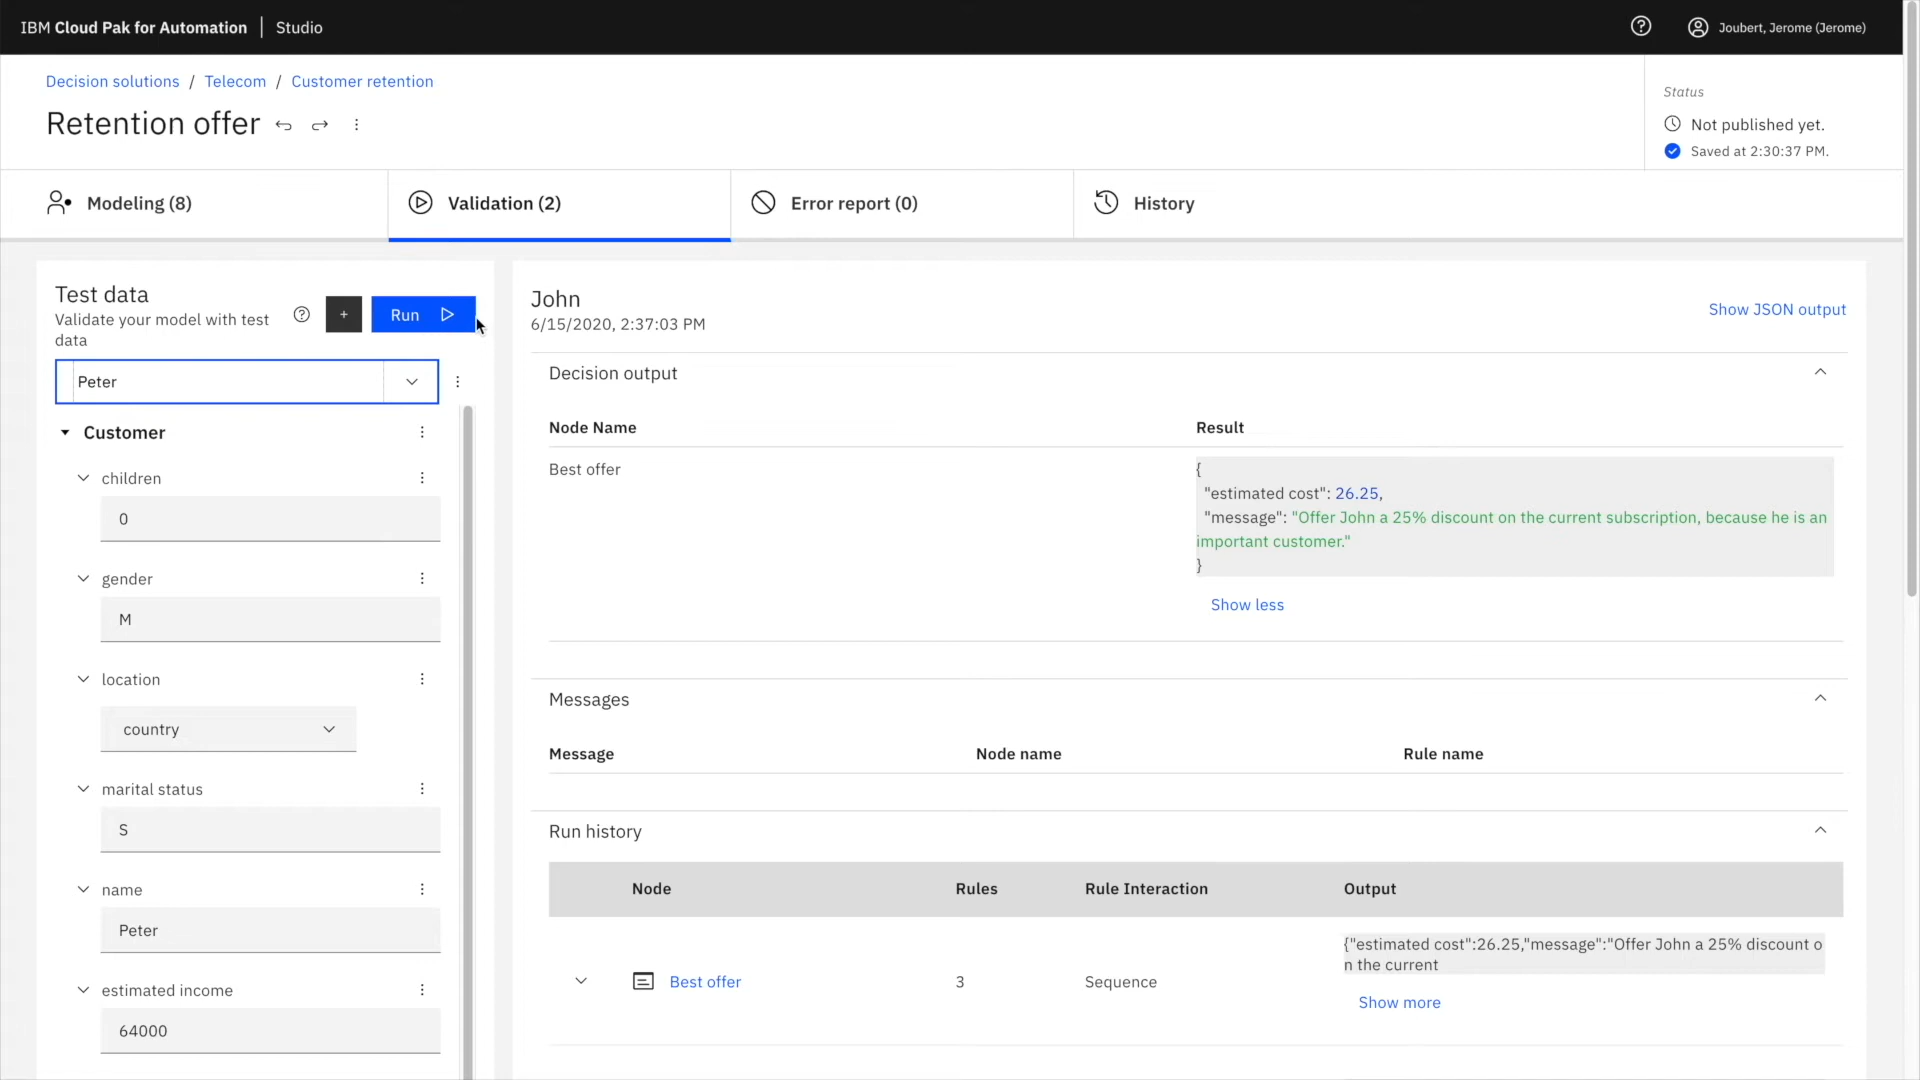 IBM Cloud Pak for Automation | Studio
Joubert, Jerome (Jerome)
Decision solutions / Telecom / Customer retention
Retention offer
Status
Not published yet.
Saved at 2:30:37 PM.
Modeling (8)
Validation (2)
Error report (0)
History
Test data
Validate your model with test
data
+
Run
Peter
Customer
children
0
gender
M
location
country
marital status
S
name
Peter
estimated income
64000
John
6/15/2020, 2:37:03 PM
Show JSON output
Decision output
Node Name
Result
Best offer
{
"estimated cost": 26.25,
"message": "Offer John a 25% discount on the current subscription, because he is an
important customer."
}
Show less
Messages
Message
Node name
Rule name
Run history
Node
Rules
Rule Interaction
Output
Best offer
3
Sequence
{"estimated cost":26.25,"message":"Offer John a 25% discount o
n the current
Show more